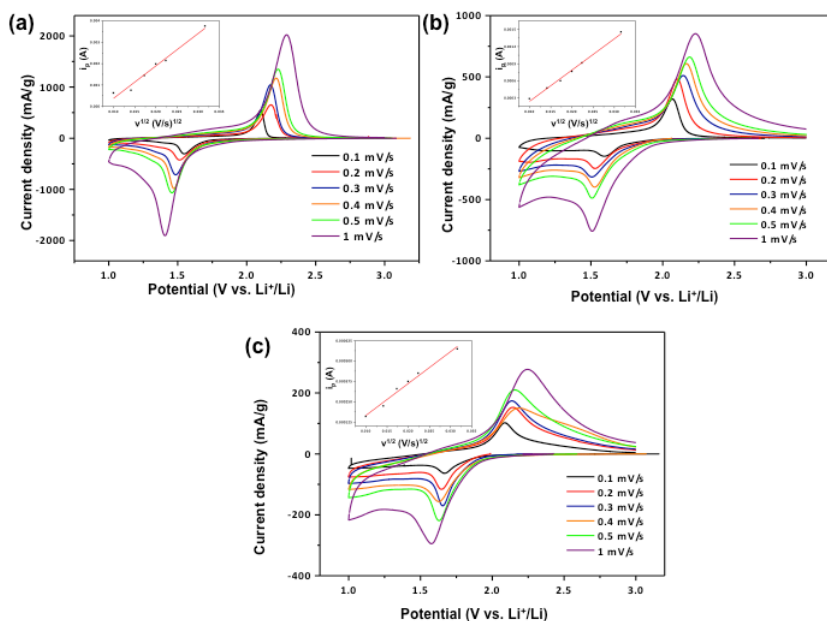 (a)
i_p (A)
v^1/2 (V/s)^1/2
2000
1000
0
1000
-2000
Current density (mA/g)
0.1 mV/s
0.2 mV/s
0.3 mV/s
0.4 mV/s
0.5 mV/s
1 mV/s
1.0
1.5
2.0
2.5
3.0
Potential (V vs. Li⁺/Li)
(b)
i_p (A)
v^1/2 (V/s)^1/2
1000
500
0
-500
-1000
Current density (mA/g)
0.1 mV/s
0.2 mV/s
0.3 mV/s
0.4 mV/s
0.5 mV/s
1 mV/s
1.0
1.5
2.0
2.5
3.0
Potential (V vs. Li⁺/Li)
(c)
i_p (A)
v^1/2 (V/s)^1/2
400
200
0
-200
-400
Current density (mA/g)
0.1 mV/s
0.2 mV/s
0.3 mV/s
0.4 mV/s
0.5 mV/s
1 mV/s
1.0
1.5
2.0
2.5
3.0
Potential (V vs. Li⁺/Li)